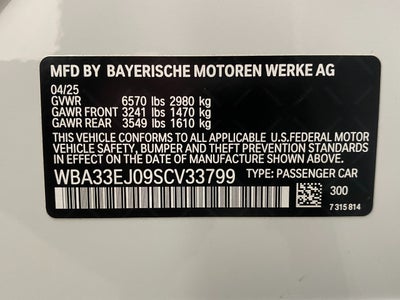 MFD BY BAYERISCHE MOTOREN WERKE AG
04/25
GVWR 6570 lbs 2980 kg
GAWR FRONT 3241 lbs 1470 kg
GAWR REAR 3549 lbs 1610 kg
THIS VEHICLE CONFORMS TO ALL APPLICABLE U.S.FEDERAL MOTOR
VEHICLE SAFETY, BUMPER AND THEFT PREVENTION STANDARDS
IN EFFECT ON THE DATE OF MANUFACTURE SHOWN ABOVE.
WBA33EJ09SCV33799 TYPE: PASSENGER CAR
300
7 315 814